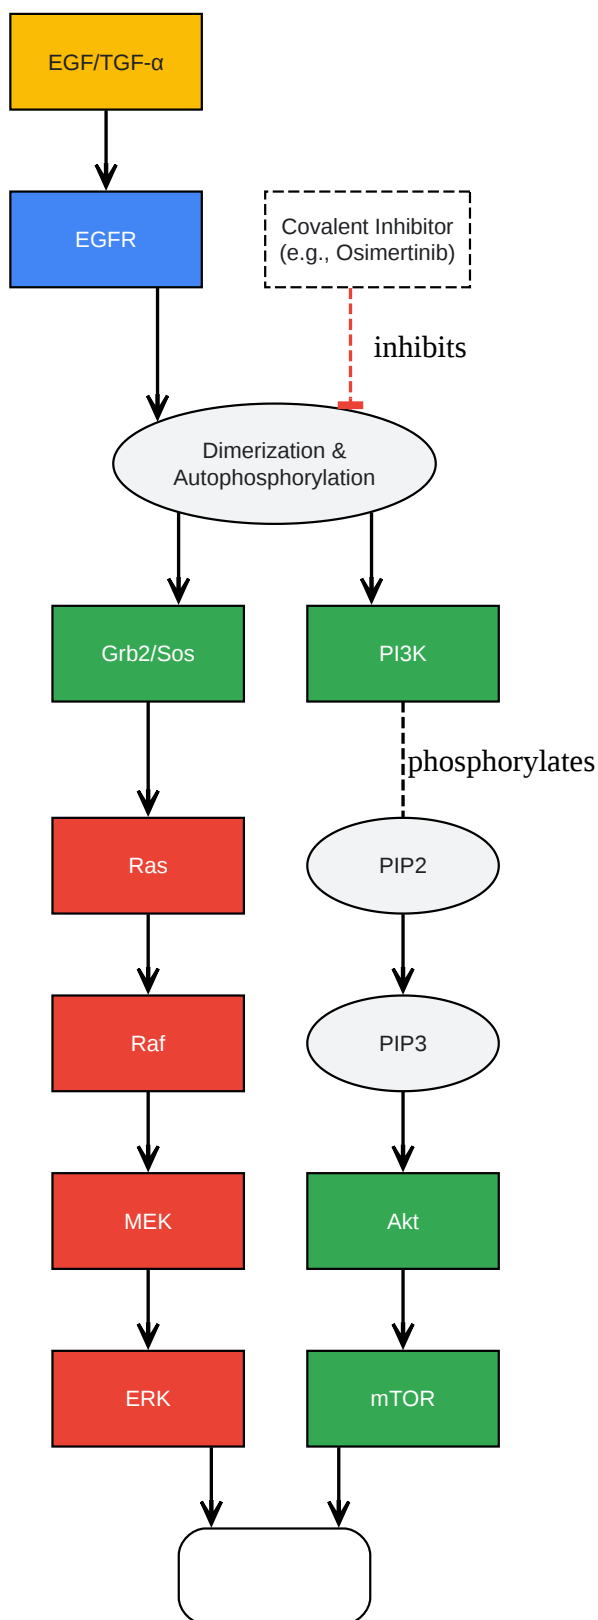 EGF/TGF-α
EGFR
Covalent Inhibitor
(e.g., Osimertinib)
inhibits
Dimerization &
Autophosphorylation
Grb2/Sos
PI3K
phosphorylates
Ras
PIP2
Raf
PIP3
MEK
Akt
ERK
mTOR